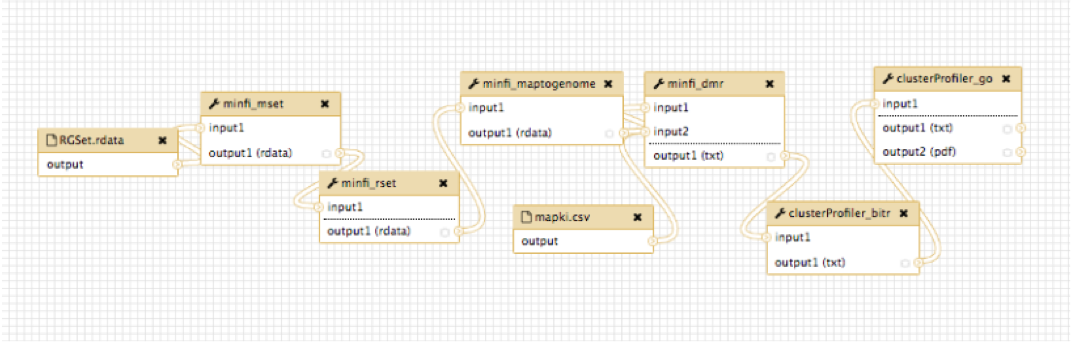 RGSet.rdata
output
minfi_mset
input1
output1 (rdata)
minfi_rset
input1
output1 (rdata)
minfi_maptogenome
input1
output1 (rdata)
mapki.csv
output
minfi_dmr
input1
input2
output1 (txt)
clusterProfiler_bitr
input1
output1 (txt)
clusterProfiler_go
input1
output1 (txt)
output2 (pdf)